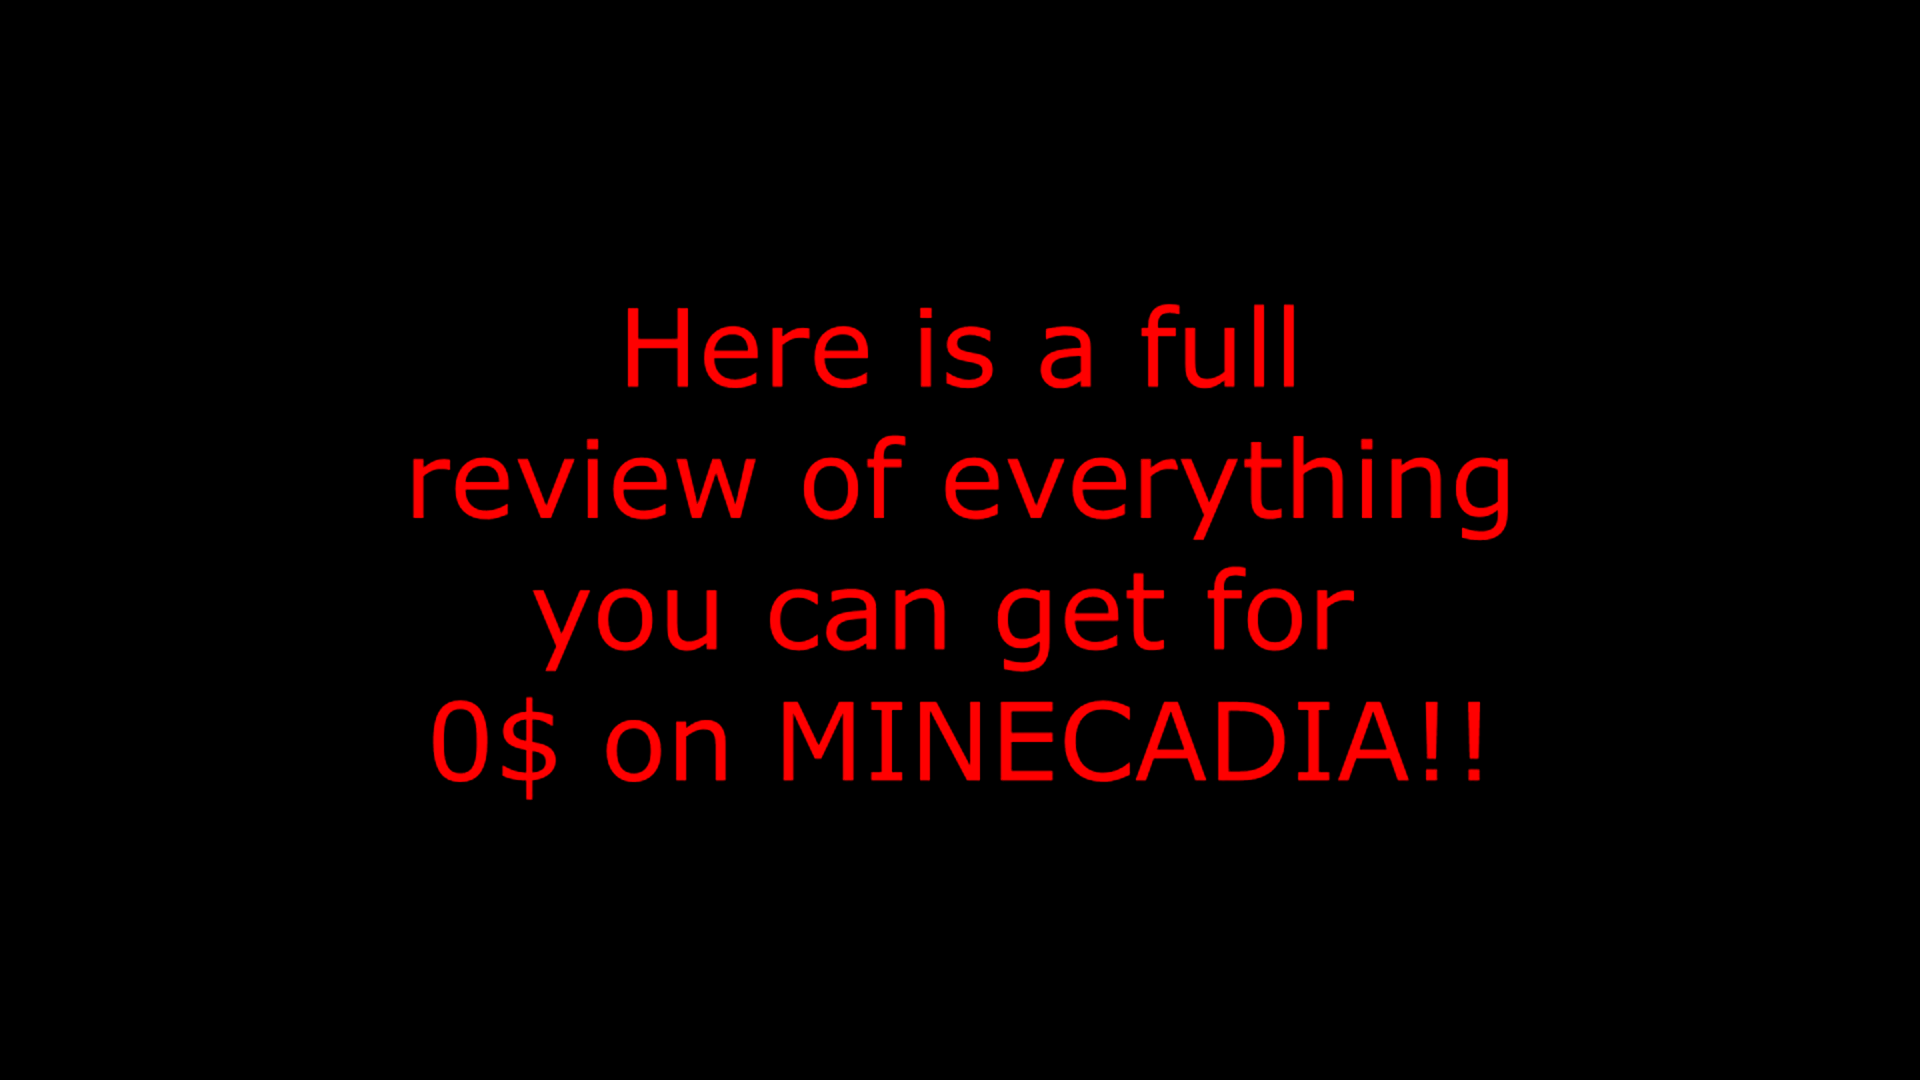 Here is a full
review of everything
you can get for
0$ on MINECADIA!!